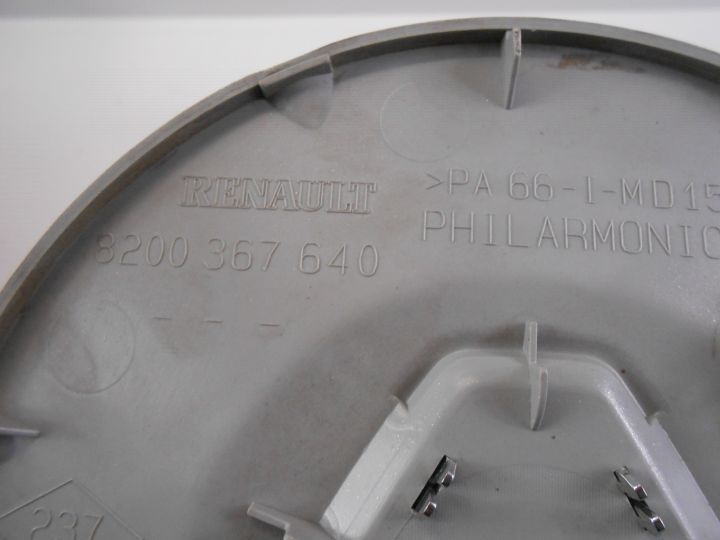 RENAULT
8200 367 640
- - -
>PA 66-I-MD15
PHILARMONIC
237